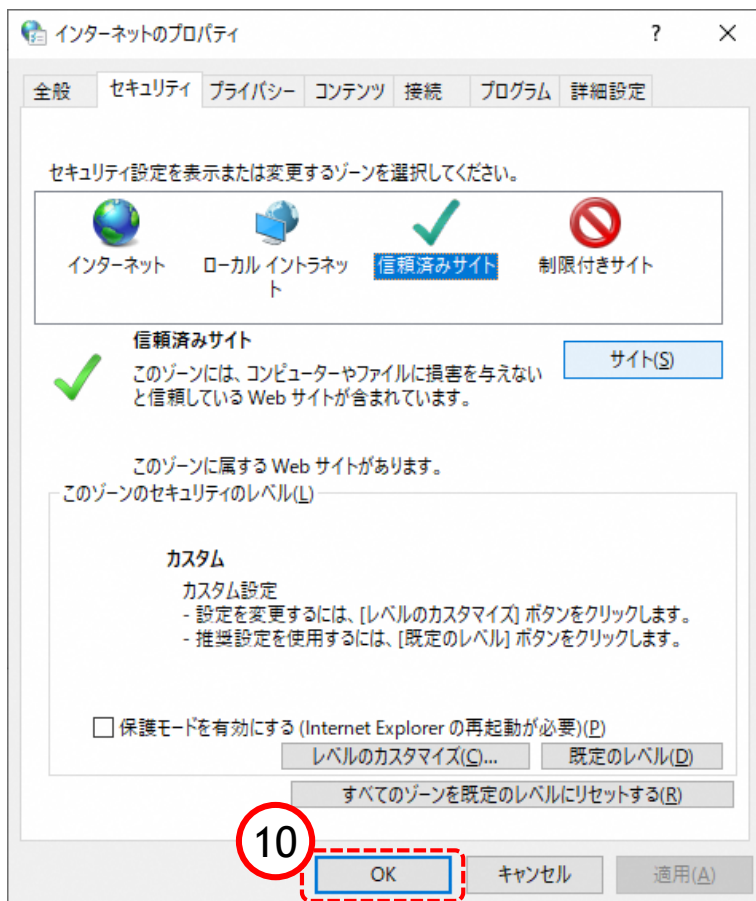 インターネットのプロパティ
?
全般 セキュリティ プライバシー コンテンツ 接続 プログラム 詳細設定
セキュリティ設定を表示または変更するゾーンを選択してください。
インターネット ローカル イントラネッ 信頼済みサイト 制限付きサイト
ト
信頼済みサイト
サイト(S)
このゾーンには、コンピューターやファイルに損害を与えない
と信頼している Web サイトが含まれています。
このゾーンに属する Web サイトがあります。
このゾーンのセキュリティのレベル(L)
カスタム
カスタム設定
- 設定を変更するには、[レベルのカスタマイズ] ボタンをクリックします。
- 推奨設定を使用するには、[既定のレベル] ボタンをクリックします。
保護モードを有効にする (Internet Explorer の再起動が必要)(P)
レベルのカスタマイズ(C)... 既定のレベル(D)
すべてのゾーンを既定のレベルにリセットする(R)
10
OK キャンセル 適用(A)